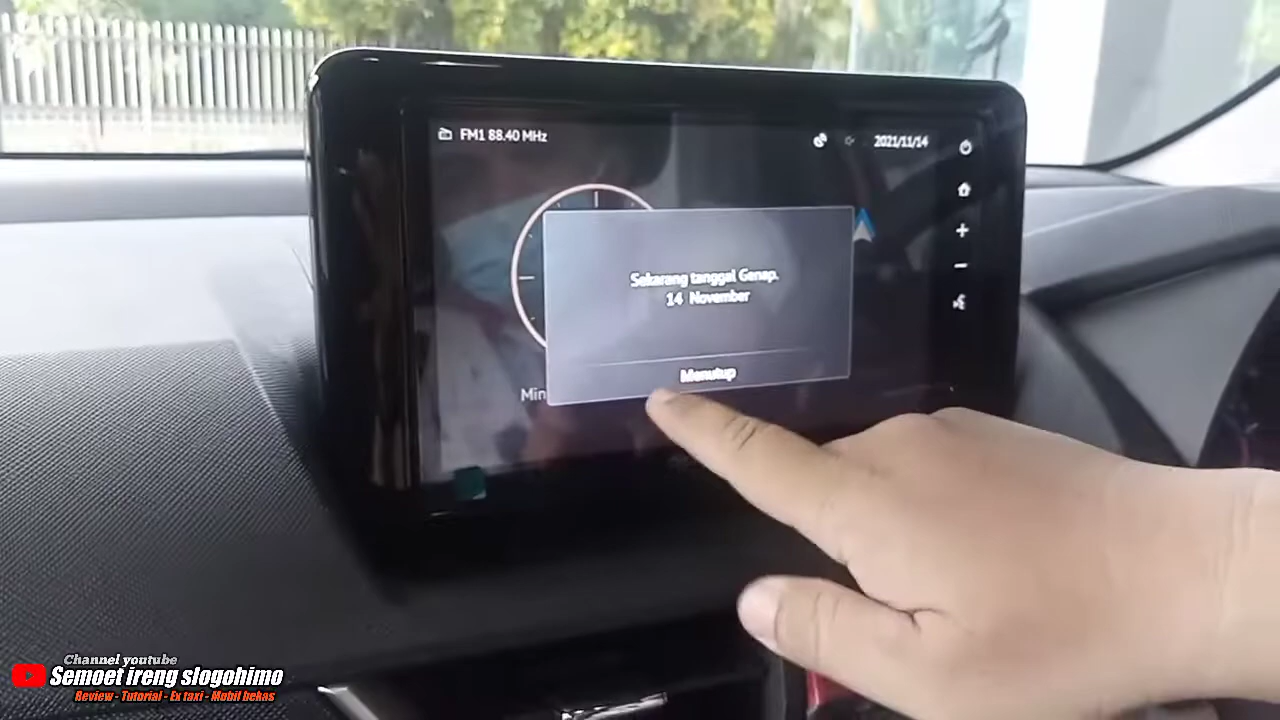 FM1 88.40 MHz
2021/11/14
Sekarang tanggal Genap.
14 November
Menutup
Min
Channel youtube
Semoet ireng slogohimo
Review - Tutorial - Ex taxi - Mobil bekas